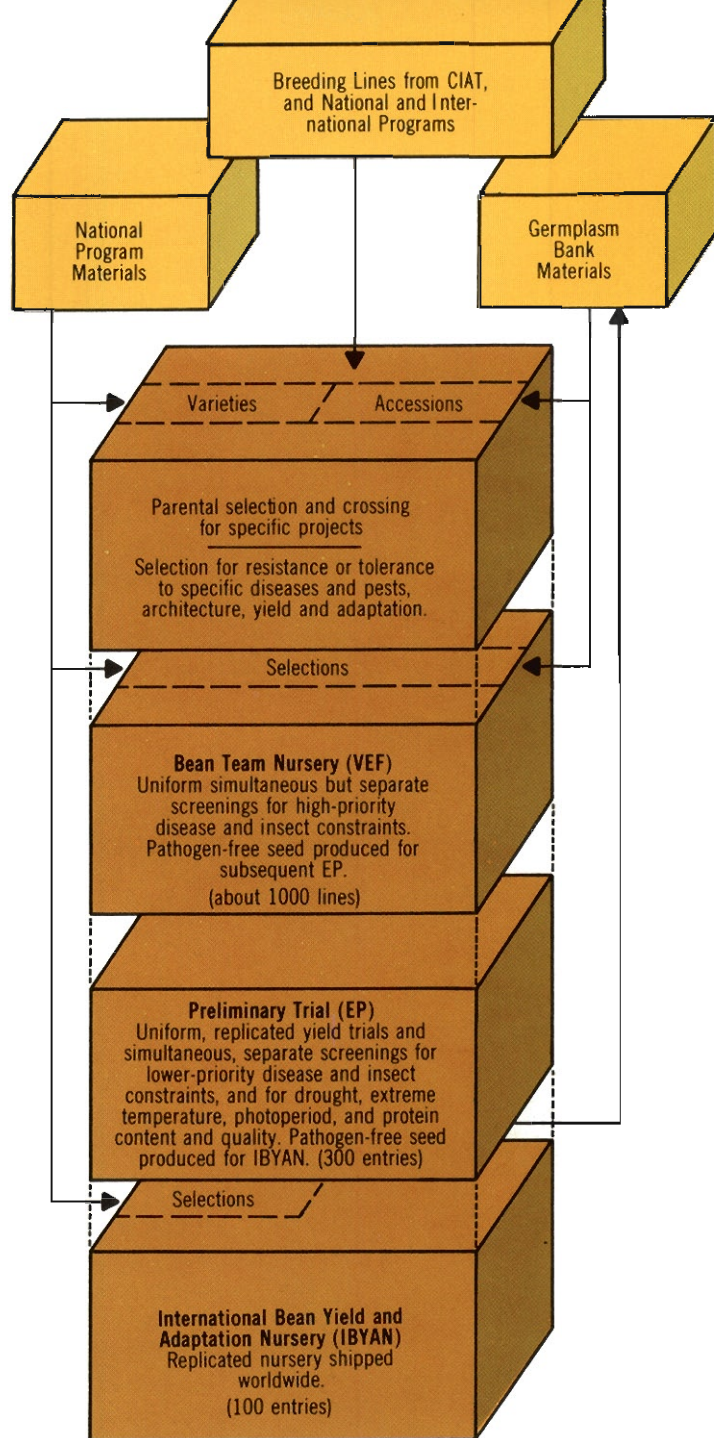 Breeding Lines from CIAT,
and National and Inter-
national Programs
National
Program
Materials
Germplasm
Bank
Materials
Varieties
Accessions
Parental selection and crossing
for specific projects
Selection for resistance or tolerance
to specific diseases and pests,
architecture, yield and adaptation.
Selections
Bean Team Nursery (VEF)
Uniform simultaneous but separate
screenings for high-priority
disease and insect constraints.
Pathogen-free seed produced for
subsequent EP.
(about 1000 lines)
Preliminary Trial (EP)
Uniform, replicated yield trials and
simultaneous, separate screenings for
lower-priority disease and insect
constraints, and for drought, extreme
temperature, photoperiod, and protein
content and quality. Pathogen-free seed
produced for IBYAN. (300 entries)
Selections
International Bean Yield and
Adaptation Nursery (IBYAN)
Replicated nursery shipped
worldwide.
(100 entries)